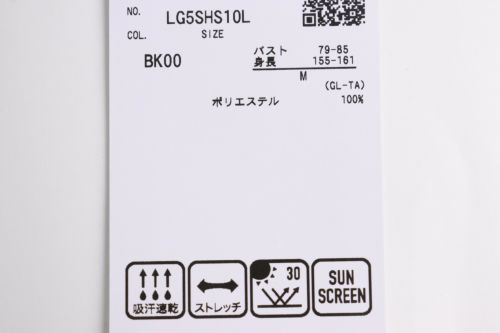 NO. LG5SHS10L
COL. SIZE
BK00
バスト 79-85
身長 155-161
M
(GL-TA)
ポリエステル 100%
吸汗速乾
ストレッチ
30
SUN
SCREEN